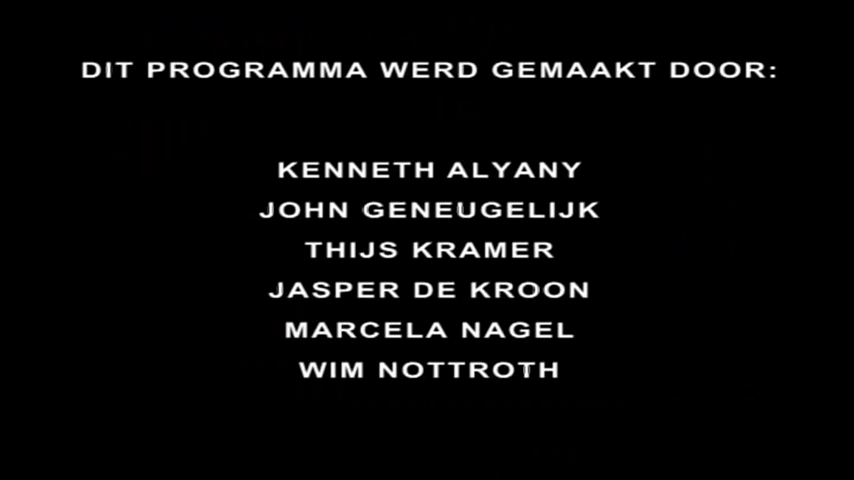 DIT PROGRAMMA WERD GEMAAKT DOOR:
KENNETH ALYANY
JOHN GENEUGELIJK
THIJS KRAMER
JASPER DE KROON
MARCELA NAGEL
WIM NOTTROTH